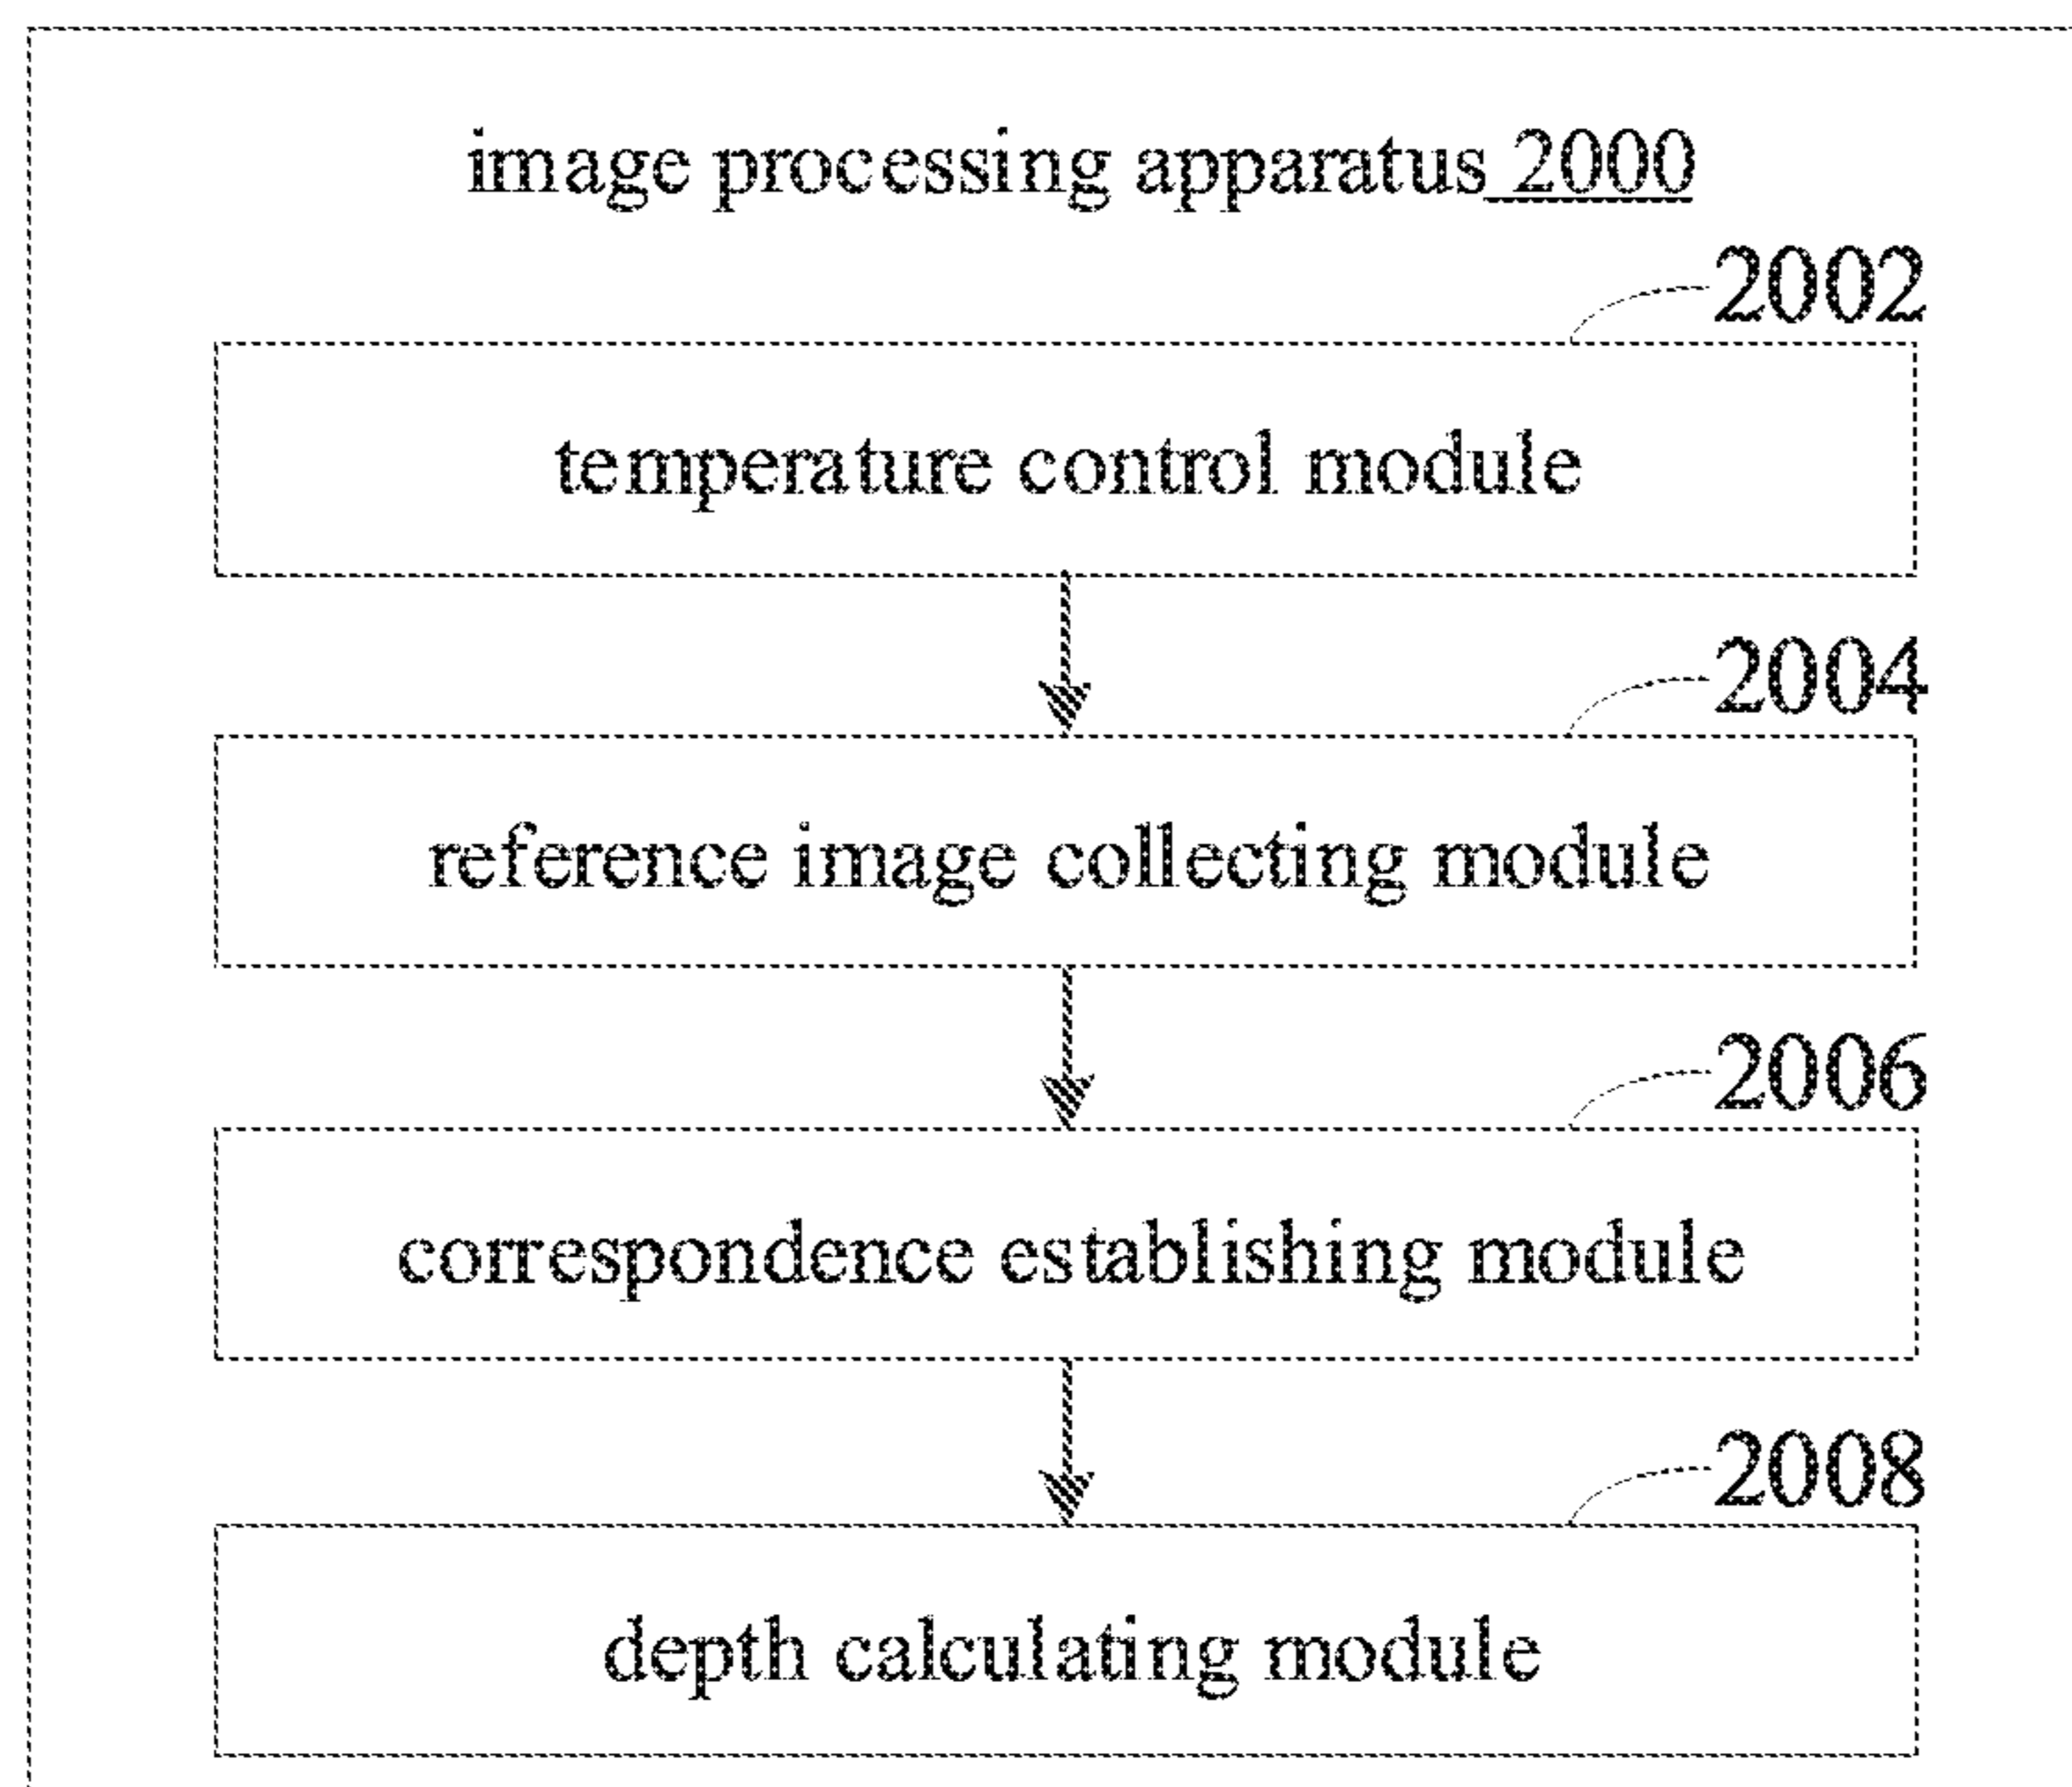 image processing apparatus 2000
2002
temperature control module
2004
reference image collecting module
2006
correspondence establishing module
2008
depth calculating module